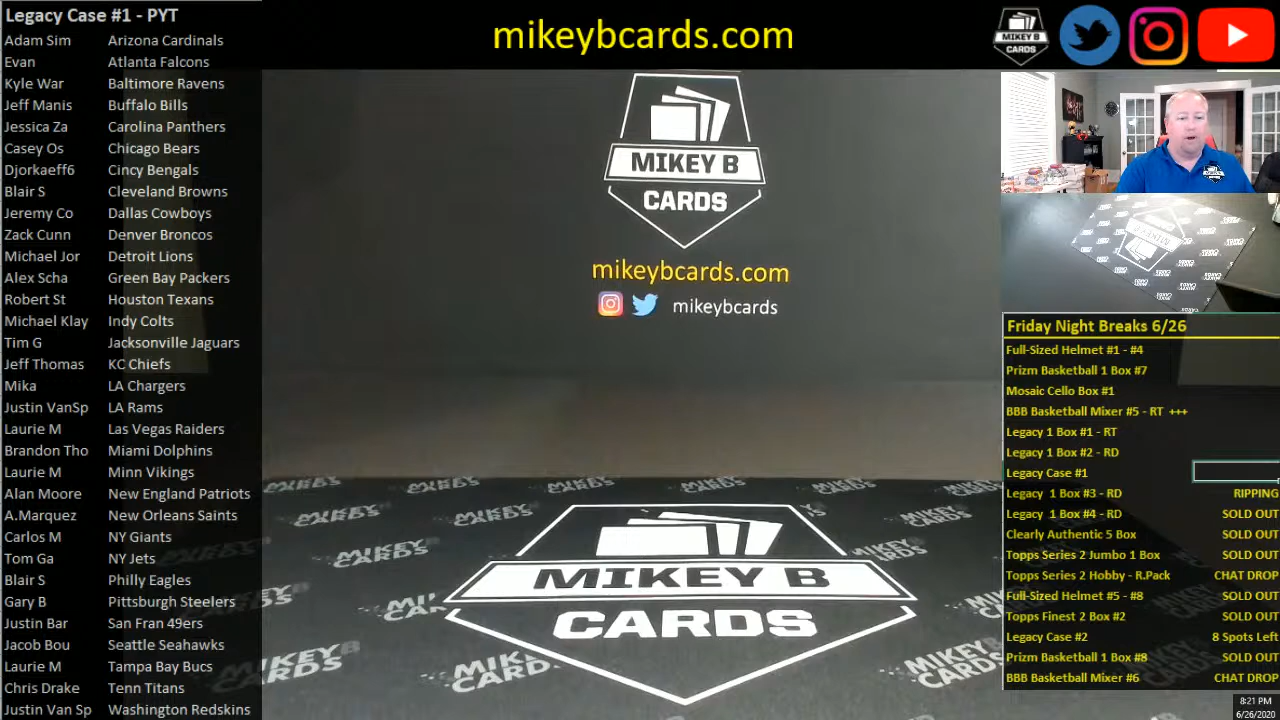 Legacy Case #1 - PYT
Adam Sim Arizona Cardinals
Evan Atlanta Falcons
Kyle War Baltimore Ravens
Jeff Manis Buffalo Bills
Jessica Za Carolina Panthers
Casey Os Chicago Bears
Djorkaeff6 Cincy Bengals
Blair S Cleveland Browns
Jeremy Co Dallas Cowboys
Zack Cunn Denver Broncos
Michael Jor Detroit Lions
Alex Scha Green Bay Packers
Robert St Houston Texans
Michael Klay Indy Colts
Tim G Jacksonville Jaguars
Jeff Thomas KC Chiefs
Mika LA Chargers
Justin VanSp LA Rams
Laurie M Las Vegas Raiders
Brandon Tho Miami Dolphins
Laurie M Minn Vikings
Alan Moore New England Patriots
A.Marquez New Orleans Saints
Carlos M NY Giants
Tom Ga NY Jets
Blair S Philly Eagles
Gary B Pittsburgh Steelers
Justin Bar San Fran 49ers
Jacob Bou Seattle Seahawks
Laurie M Tampa Bay Bucs
Chris Drake Tenn Titans
Justin Van Sp Washington Redskins
mikeybcards.com
MIKEY B
CARDS
MIKEY B
CARDS
mikeybcards.com
mikeybcards
MIKEY B
CARDS
Friday Night Breaks 6/26
Full-Sized Helmet #1 - #4
Prizm Basketball 1 Box #7
Mosaic Cello Box #1
BBB Basketball Mixer #5 - RT +++
Legacy 1 Box #1 - RT
Legacy 1 Box #2 - RD
Legacy Case #1
Legacy 1 Box #3 - RD RIPPING
Legacy 1 Box #4 - RD SOLD OUT
Clearly Authentic 5 Box SOLD OUT
Topps Series 2 Jumbo 1 Box SOLD OUT
Topps Series 2 Hobby - R.Pack CHAT DROP
Full-Sized Helmet #5 - #8 SOLD OUT
Topps Finest 2 Box #2 SOLD OUT
Legacy Case #2 8 Spots Left
Prizm Basketball 1 Box #8 SOLD OUT
BBB Basketball Mixer #6 CHAT DROP
8:21 PM
6/26/2020